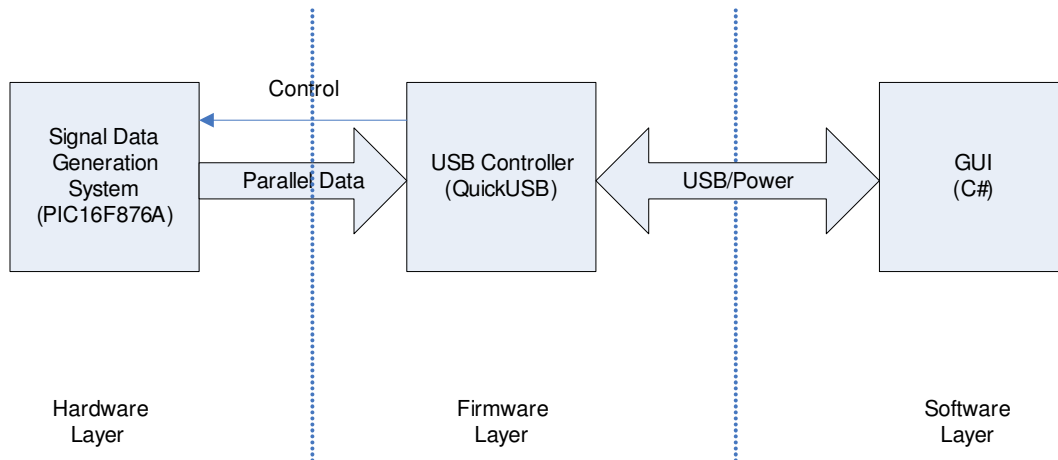 Control
Signal Data
Generation
System
(PIC16F876A)
Parallel Data
USB Controller
(QuickUSB)
USB/Power
GUI
(C#)
Hardware
Layer
Firmware
Layer
Software
Layer